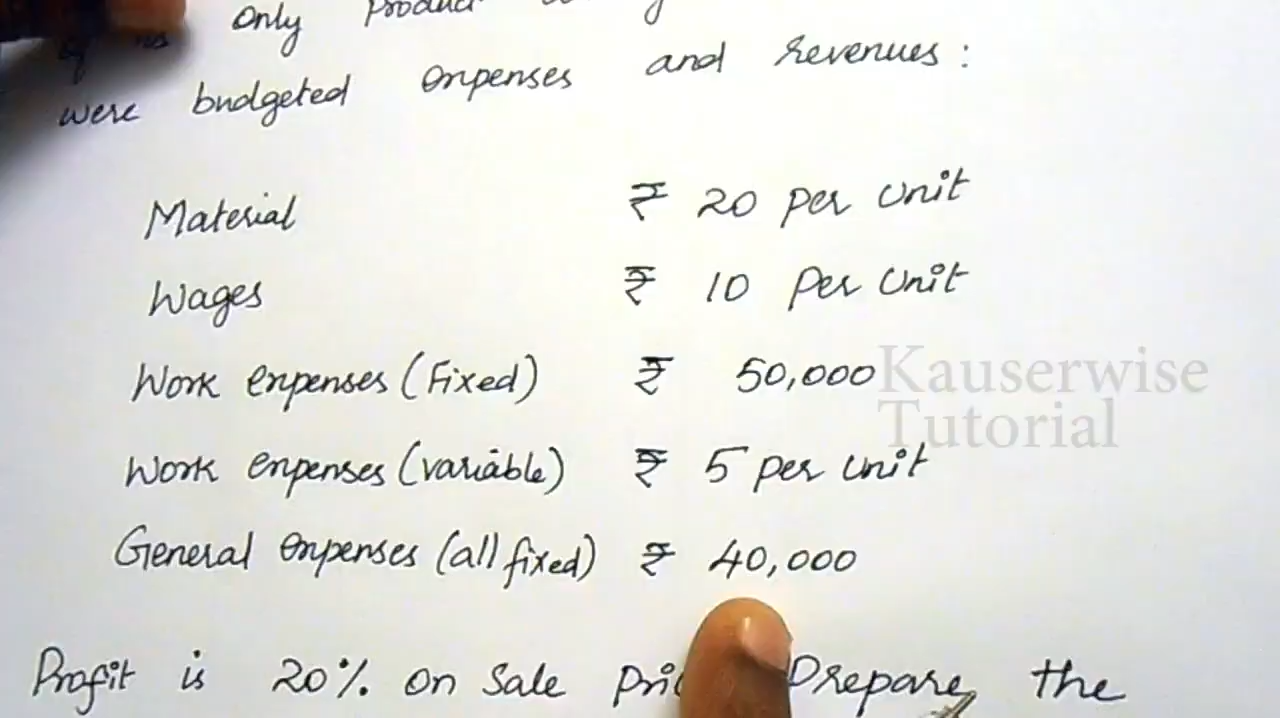 only Product
were budgeted expenses and revenues :
Material ₹ 20 per unit
Wages ₹ 10 Per unit
Work expenses (Fixed) ₹ 50,000
Work expenses (variable) ₹ 5 per unit
General expenses (all fixed) ₹ 40,000
Profit is 20% on sale Prepare the
Kauserwise
Tutorial